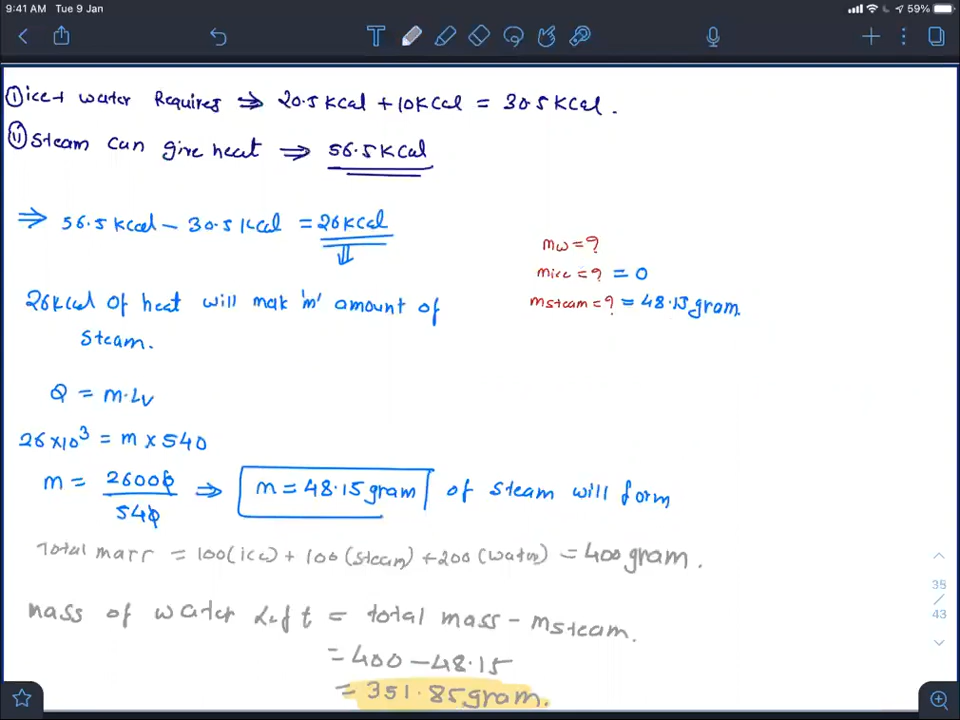 9:41 AM Tue 9 Jan
59%
T
① ice+ water Requires ⇒ 20.5 Kcal + 10 Kcal = 30.5 Kcal.
② Steam can give heat ⇒ 56.5 Kcal
⇒ 56.5 Kcal - 30.5 Kcal = 26 Kcal
mw = ?
mice = ? = 0
msteam = ? = 48.15 gram.
26 Kcal of heat will mak 'm' amount of
steam.
Q = m.Lv
26×10³ = m × 540
m = 26000/540 ⇒ m = 48.15 gram of steam will form
Total mass = 100 (ice) + 100 (steam) + 200 (water) = 400 gram.
mass of water left = total mass - msteam.
= 400 - 48.15
= 351.85 gram.
35
/
43